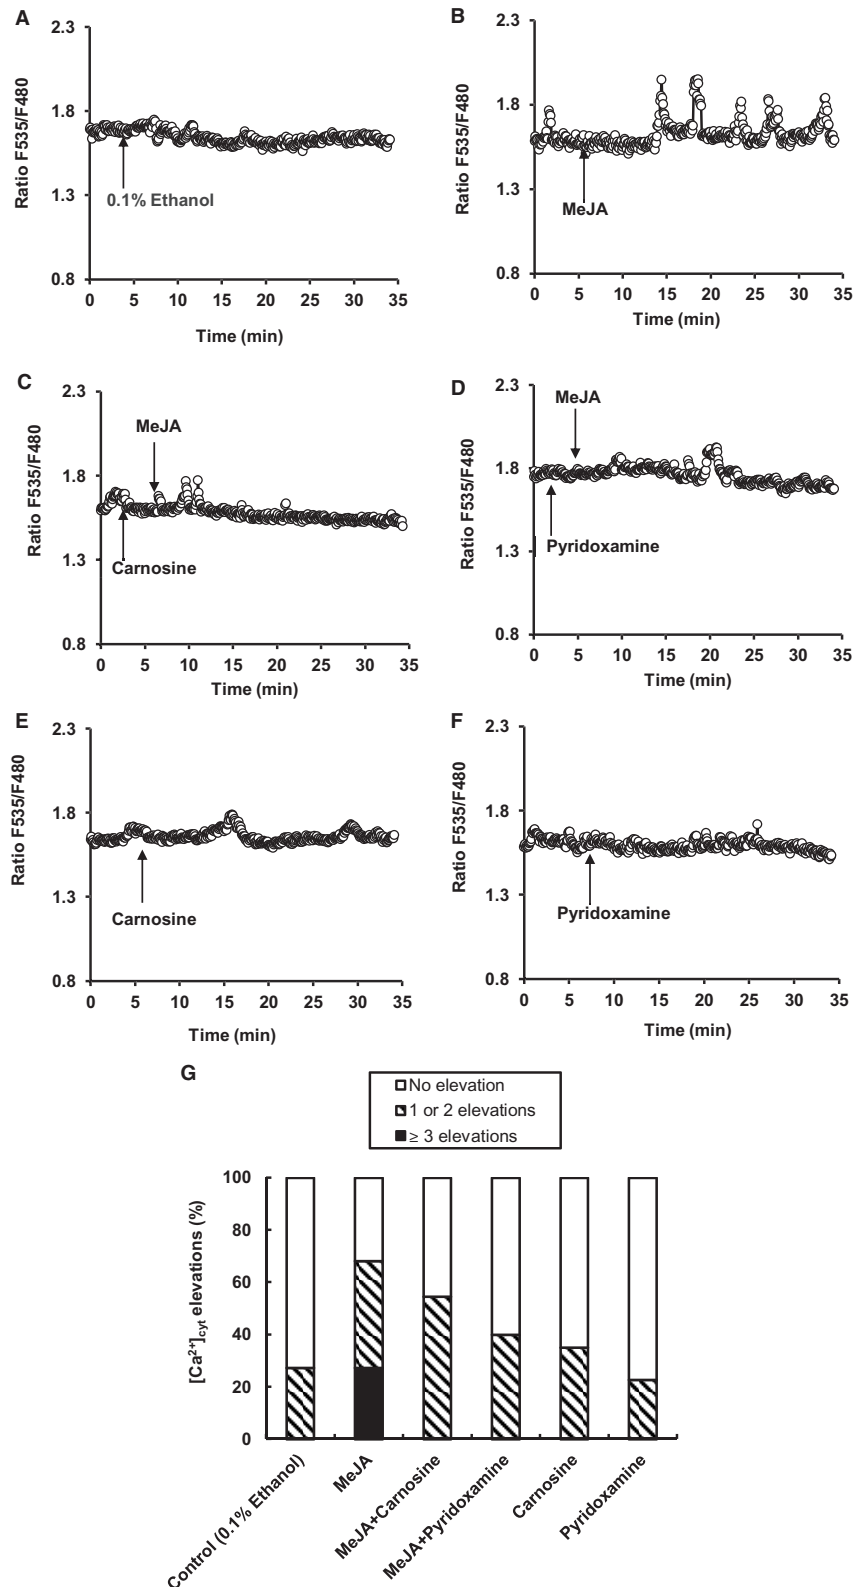 A
2.3
1.8
1.3
0.8
Ratio F535/F480
0.1% Ethanol
0 5 10 15 20 25 30 35
Time (min)
B
2.3
1.8
1.3
0.8
Ratio F535/F480
MeJA
0 5 10 15 20 25 30 35
Time (min)
C
2.3
1.8
1.3
0.8
Ratio F535/F480
MeJA
Carnosine
0 5 10 15 20 25 30 35
Time (min)
D
2.3
1.8
1.3
0.8
Ratio F535/F480
MeJA
Pyridoxamine
0 5 10 15 20 25 30 35
Time (min)
E
2.3
1.8
1.3
0.8
Ratio F535/F480
Carnosine
0 5 10 15 20 25 30 35
Time (min)
F
2.3
1.8
1.3
0.8
Ratio F535/F480
Pyridoxamine
0 5 10 15 20 25 30 35
Time (min)
G
No elevation
1 or 2 elevations
≥ 3 elevations
100
80
60
40
20
0
[Ca²⁺]cyt elevations (%)
Control (0.1% Ethanol)
MeJA
MeJA+Carnosine
MeJA+Pyridoxamine
Carnosine
Pyridoxamine